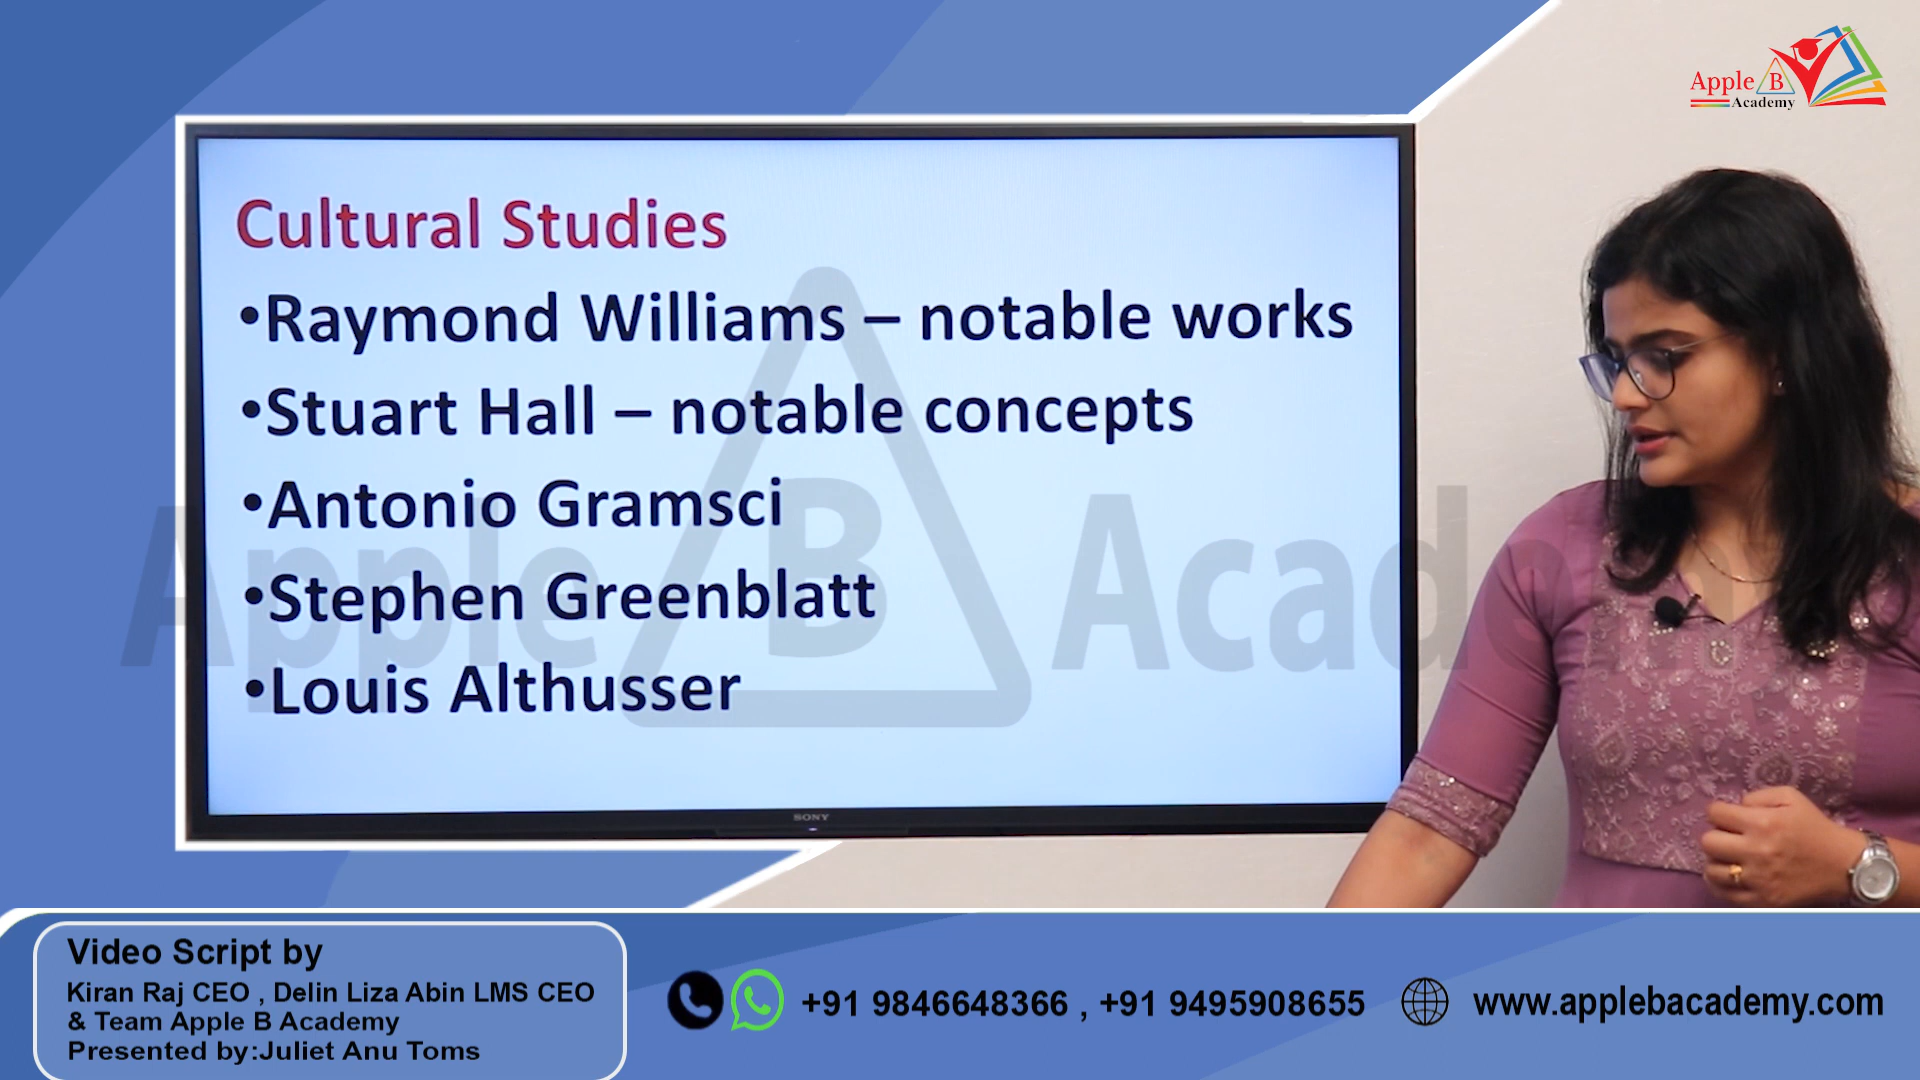 Apple B
Academy
Cultural Studies
•Raymond Williams – notable works
•Stuart Hall – notable concepts
•Antonio Gramsci
•Stephen Greenblatt
•Louis Althusser
Apple B Academy
SONY
Video Script by
Kiran Raj CEO , Delin Liza Abin LMS CEO
& Team Apple B Academy
Presented by:Juliet Anu Toms
+91 9846648366 , +91 9495908655
www.applebacademy.com